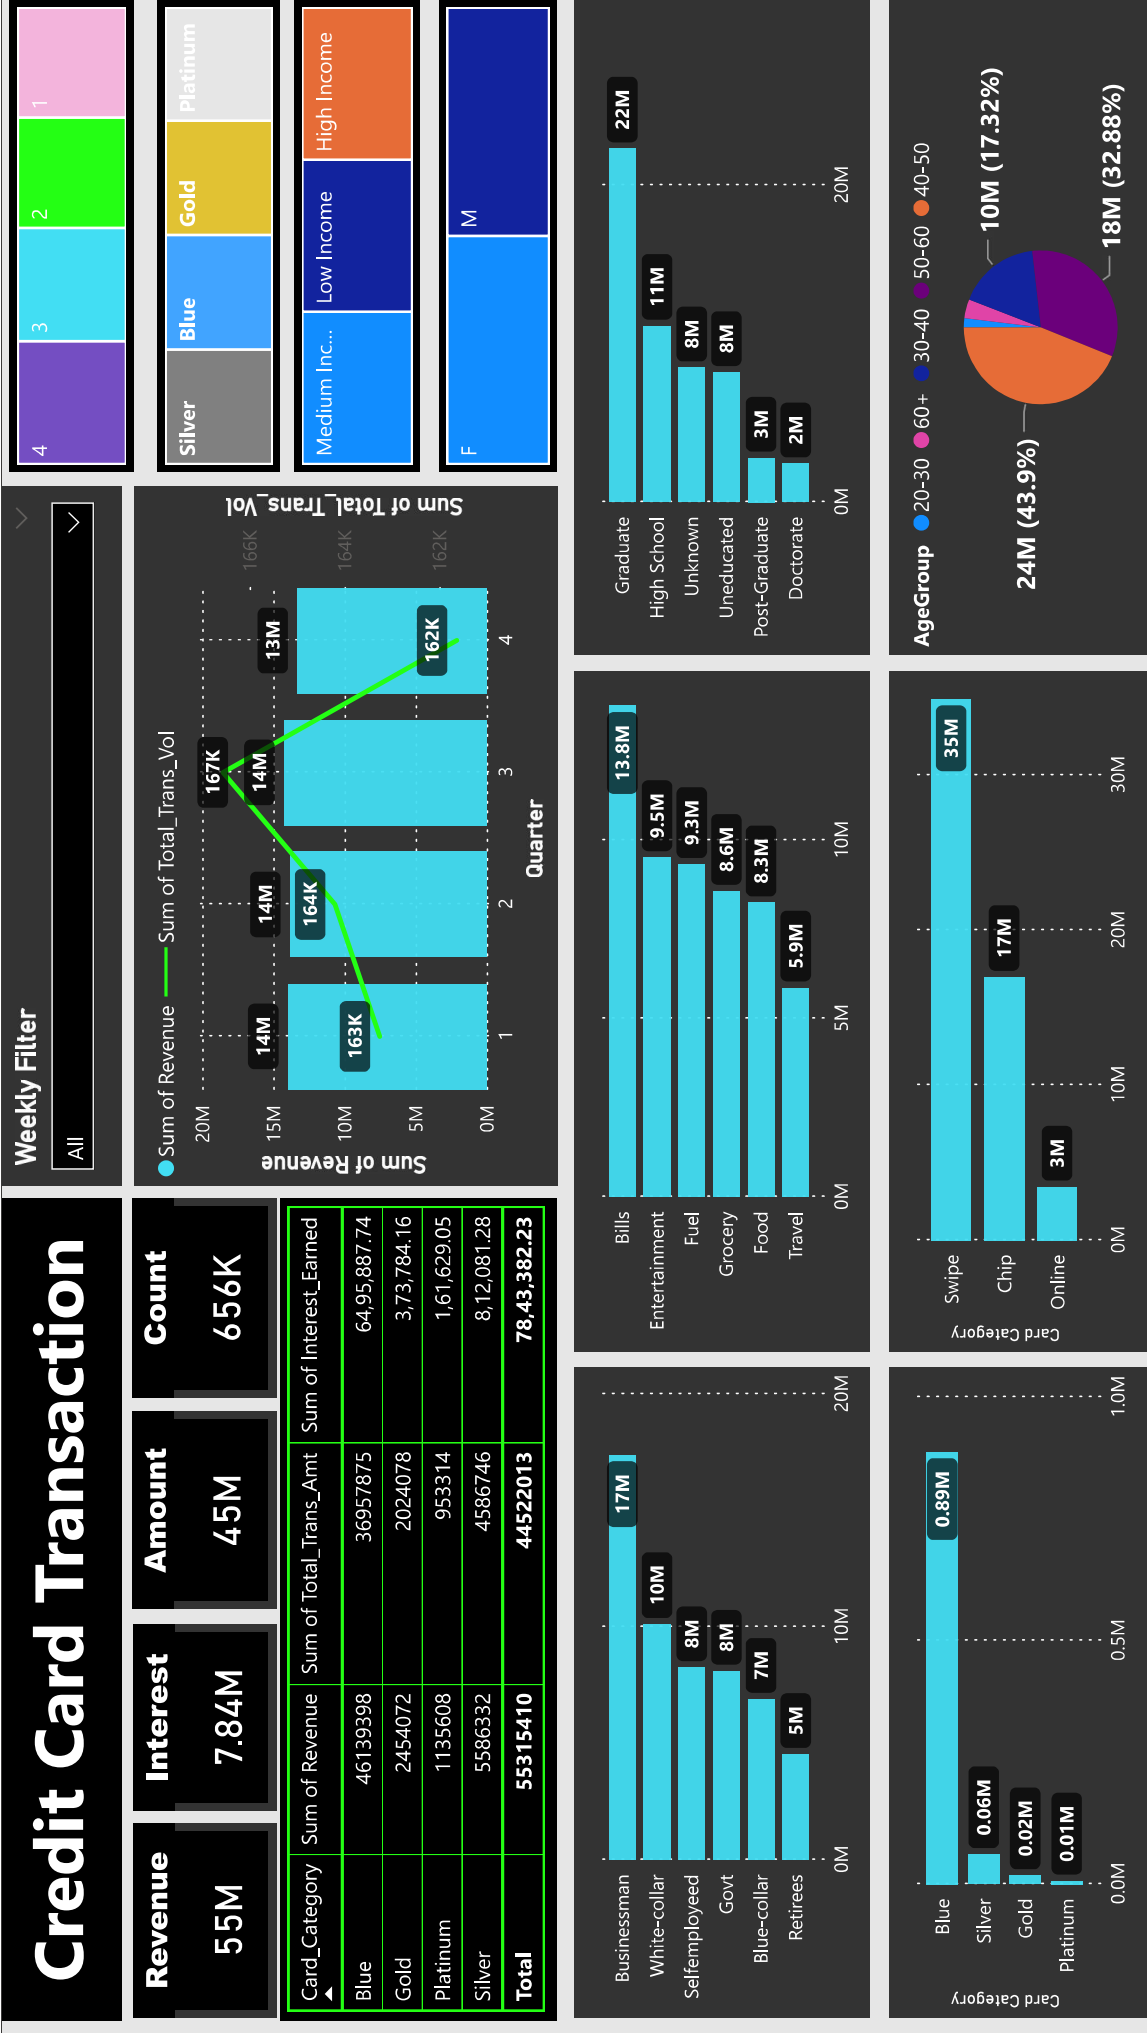 Credit Card Transaction
Revenue
55M
Interest
7.84M
Amount
45M
Count
656K
Card_Category Sum of Revenue Sum of Total_Trans_Amt Sum of Interest_Earned
Blue 46139398 36957875 64,95,887.74
Gold 2454072 2024078 3,73,784.16
Platinum 1135608 953314 1,61,629.05
Silver 5586332 4586746 8,12,081.28
Total 55315410 44522013 78,43,382.23
Weekly Filter
All
Sum of Revenue Sum of Total_Trans_Vol
Sum of Revenue
20M
15M
10M
5M
0M
14M
14M
14M
13M
163K
164K
167K
162K
1 2 3 4
Quarter
166K
164K
162K
Sum of Total_Trans_Vol
4 3 2 1
Silver Blue Gold Platinum
Medium Inc... Low Income High Income
F M
Businessman 17M
White-collar 10M
Selfemployeed 8M
Govt 8M
Blue-collar 7M
Retirees 5M
0M 10M 20M
Bills 13.8M
Entertainment 9.5M
Fuel 9.3M
Grocery 8.6M
Food 8.3M
Travel 5.9M
0M 5M 10M
Graduate 22M
High School 11M
Unknown 8M
Uneducated 8M
Post-Graduate 3M
Doctorate 2M
0M 20M
Card Category
Blue 0.89M
Silver 0.06M
Gold 0.02M
Platinum 0.01M
0.0M 0.5M 1.0M
Card Category
Swipe 35M
Chip 17M
Online 3M
0M 10M 20M 30M
AgeGroup 20-30 60+ 30-40 50-60 40-50
24M (43.9%)
10M (17.32%)
18M (32.88%)